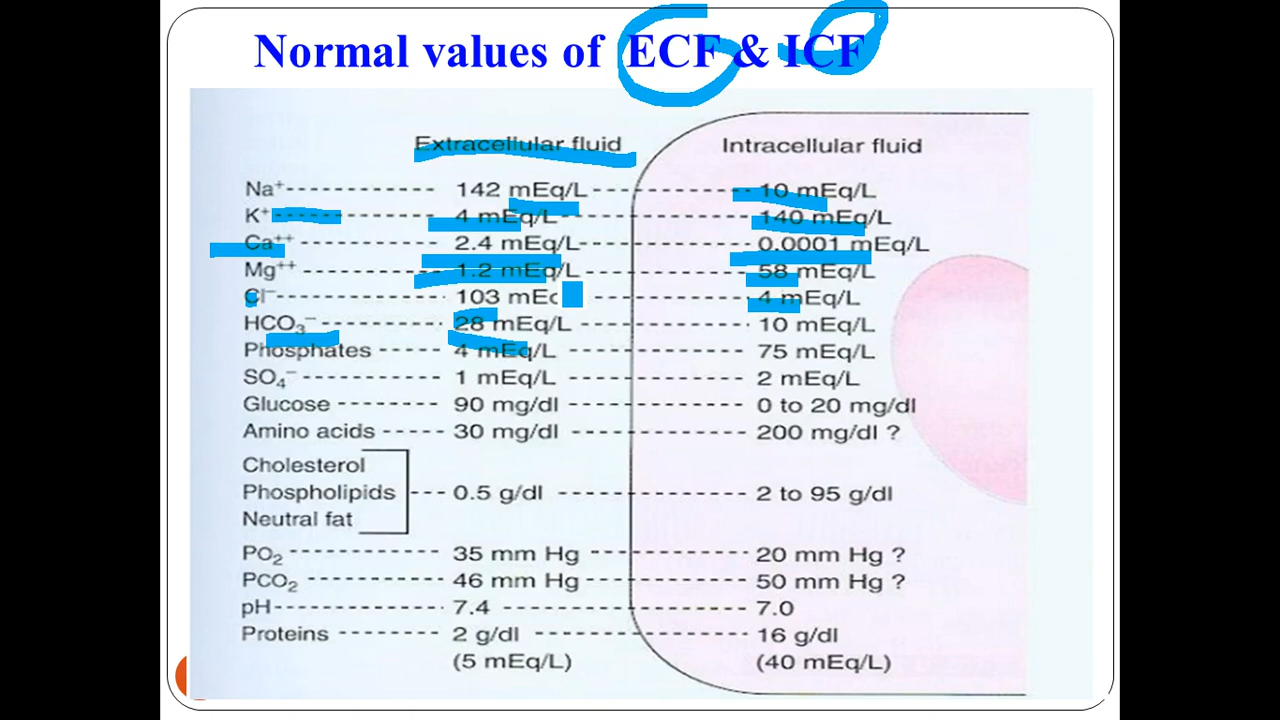 Normal values of ECF & ICF
Extracellular fluid Intracellular fluid
Na+ 142 mEq/L 10 mEq/L
K+ 4 mEq/L 140 mEq/L
Ca++ 2.4 mEq/L 0.0001 mEq/L
Mg++ 1.2 mEq/L 58 mEq/L
Cl– 103 mE 4 mEq/L
HCO3– 28 mEq/L 10 mEq/L
Phosphates 4 mEq/L 75 mEq/L
SO4– 1 mEq/L 2 mEq/L
Glucose 90 mg/dl 0 to 20 mg/dl
Amino acids 30 mg/dl 200 mg/dl ?
Cholesterol
Phospholipids 0.5 g/dl 2 to 95 g/dl
Neutral fat
PO2 35 mm Hg 20 mm Hg ?
PCO2 46 mm Hg 50 mm Hg ?
pH 7.4 7.0
Proteins 2 g/dl 16 g/dl
(5 mEq/L) (40 mEq/L)